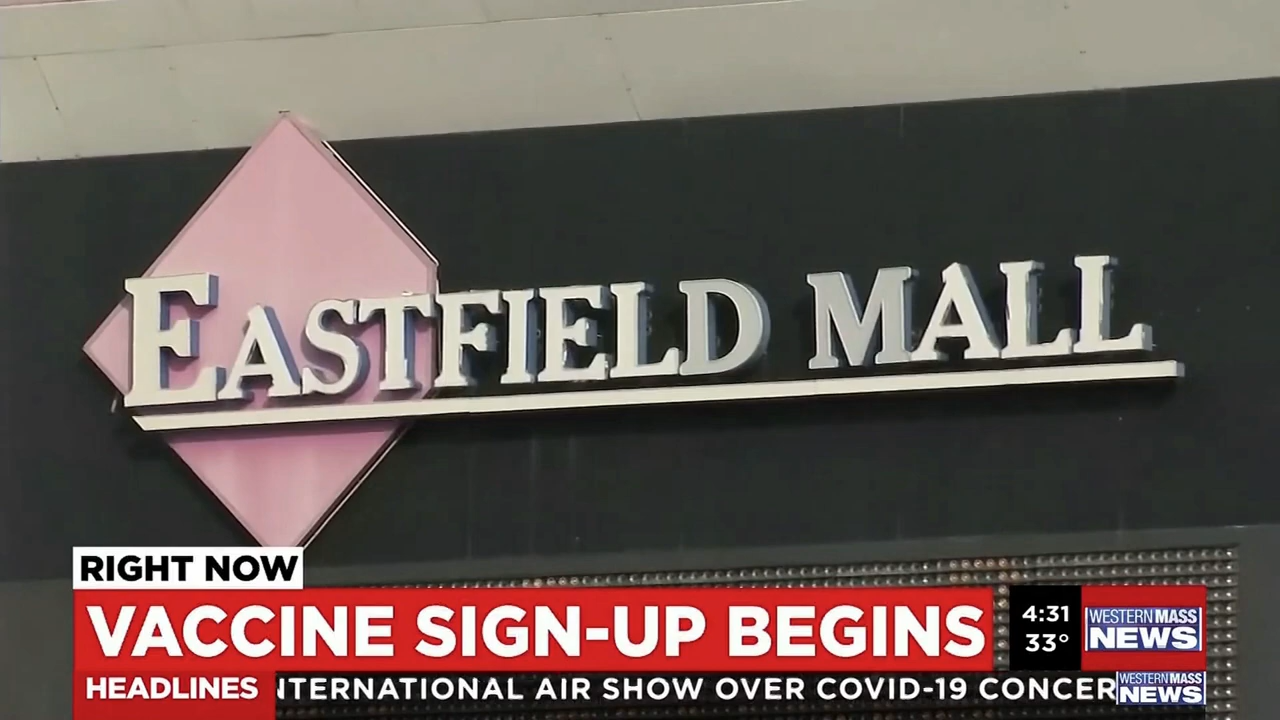 EASTFIELD MALL
RIGHT NOW
VACCINE SIGN-UP BEGINS
4:31
33°
WESTERN MASS
NEWS
HEADLINES
NTERNATIONAL AIR SHOW OVER COVID-19 CONCER
WESTERN MASS
NEWS